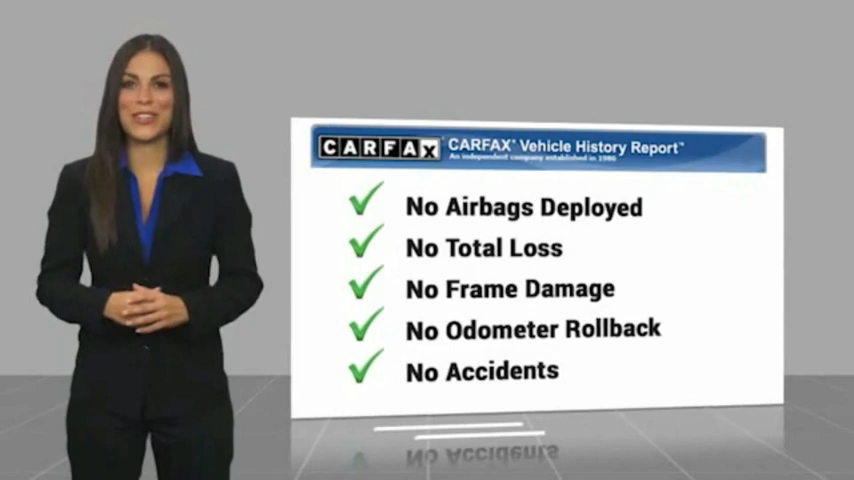 CARFAX CARFAX® Vehicle History Report™
An independent company established in 1986
No Airbags Deployed
No Total Loss
No Frame Damage
No Odometer Rollback
No Accidents
No Accidents